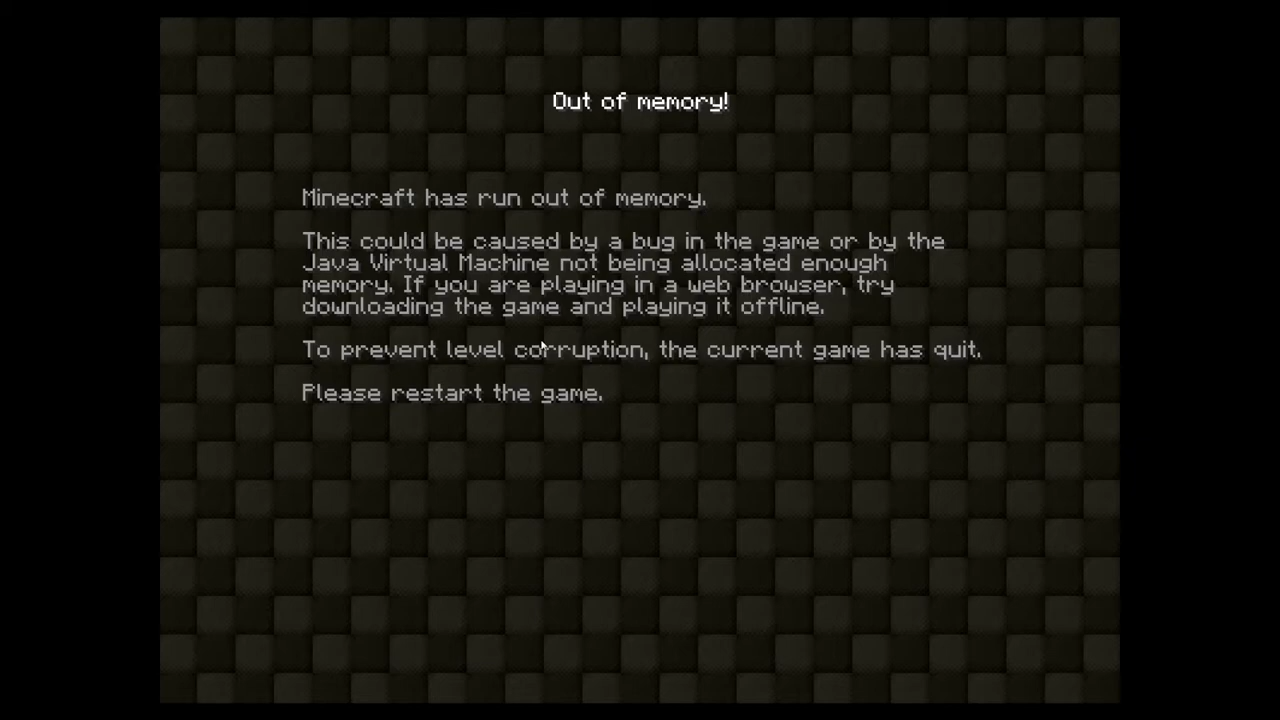 Out of memory!
Minecraft has run out of memory.
This could be caused by a bug in the game or by the
Java Virtual Machine not being allocated enough
memory. If you are playing in a web browser, try
downloading the game and playing it offline.
To prevent level corruption, the current game has quit.
Please restart the game.